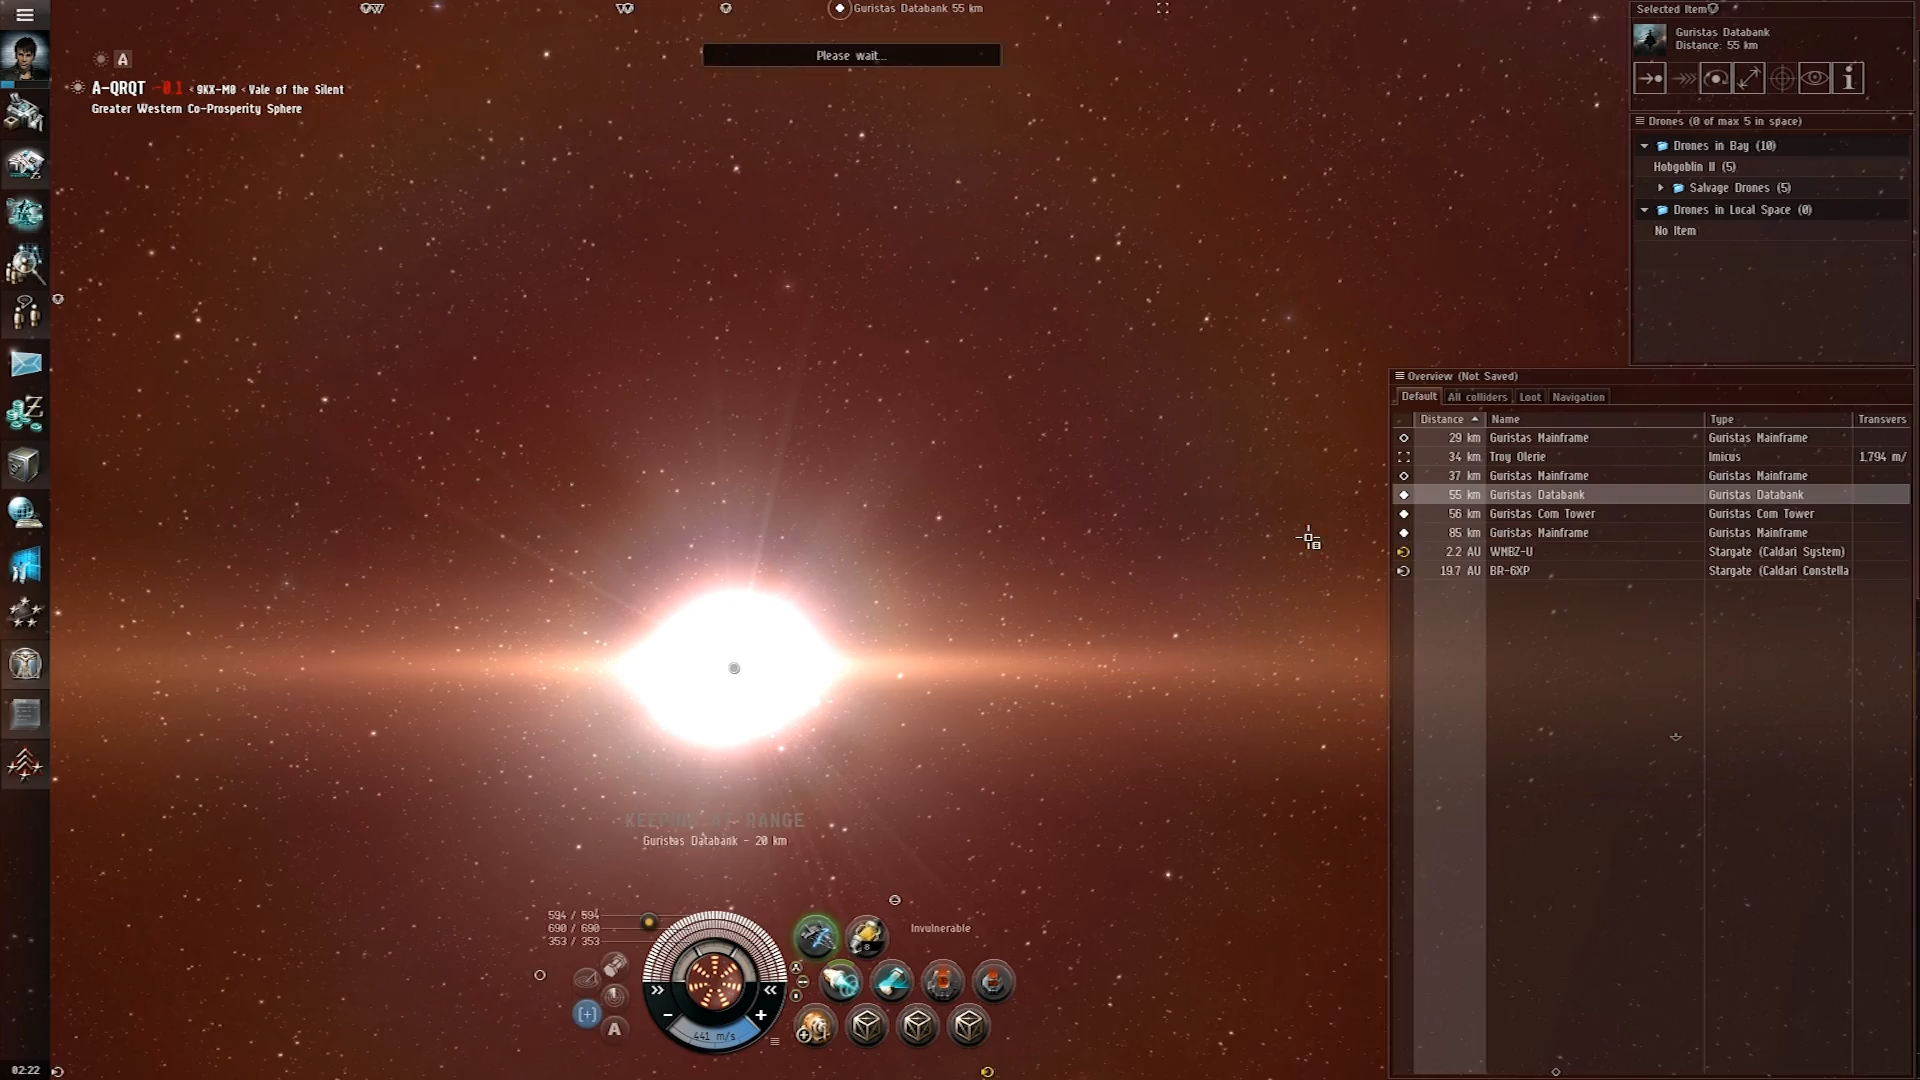 Guristas Databank 55 km
Please wait...
A
A-QRQT -0.1 < 9KX-M0 < Vale of the Silent
Greater Western Co-Prosperity Sphere
Selected Item
Guristas Databank
Distance: 55 km
Drones (0 of max 5 in space)
Drones in Bay (10)
Hobgoblin II (5)
Salvage Drones (5)
Drones in Local Space (0)
No Item
Overview (Not Saved)
Default All colliders Loot Navigation
Distance Name Type Transvers
29 km Guristas Mainframe Guristas Mainframe
34 km Troy Olerie Imicus 1,794 m/
37 km Guristas Mainframe Guristas Mainframe
55 km Guristas Databank Guristas Databank
56 km Guristas Com Tower Guristas Com Tower
85 km Guristas Mainframe Guristas Mainframe
2.2 AU WMBZ-U Stargate (Caldari System)
19.7 AU BR-6XP Stargate (Caldari Constella
KEEPING AT RANGE
Guristas Databank - 20 km
594 / 594
690 / 690
353 / 353
Invulnerable
8
A
441 m/s
02:22